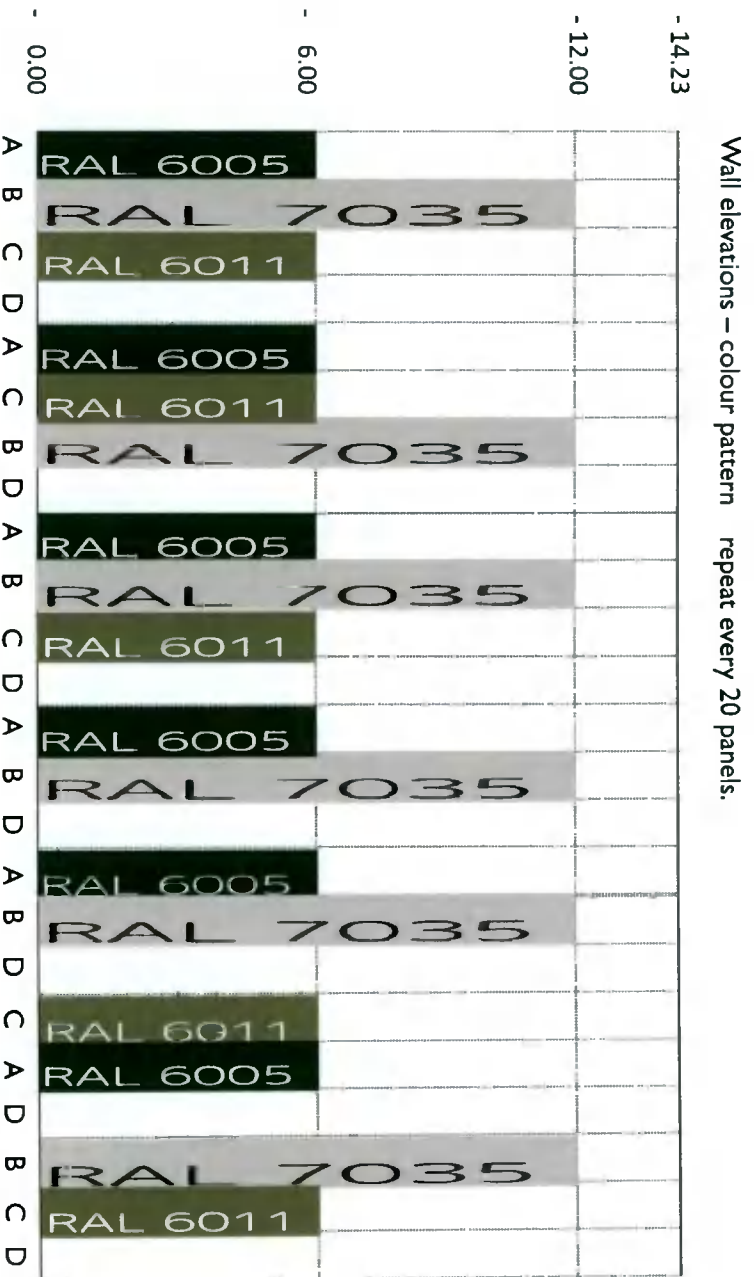 Wall elevations – colour pattern repeat every 20 panels.
- 14.23
- 12.00
- 6.00
- 0.00
RAL 6005
RAL 7035
RAL 6011
RAL 6005
RAL 6011
RAL 7035
RAL 6005
RAL 7035
RAL 6011
RAL 6005
RAL 7035
RAL 6005
RAL 7035
RAL 6011
RAL 6005
RAL 7035
RAL 6011
A B C D A C B D A B C D A B D A B D C A D B C D